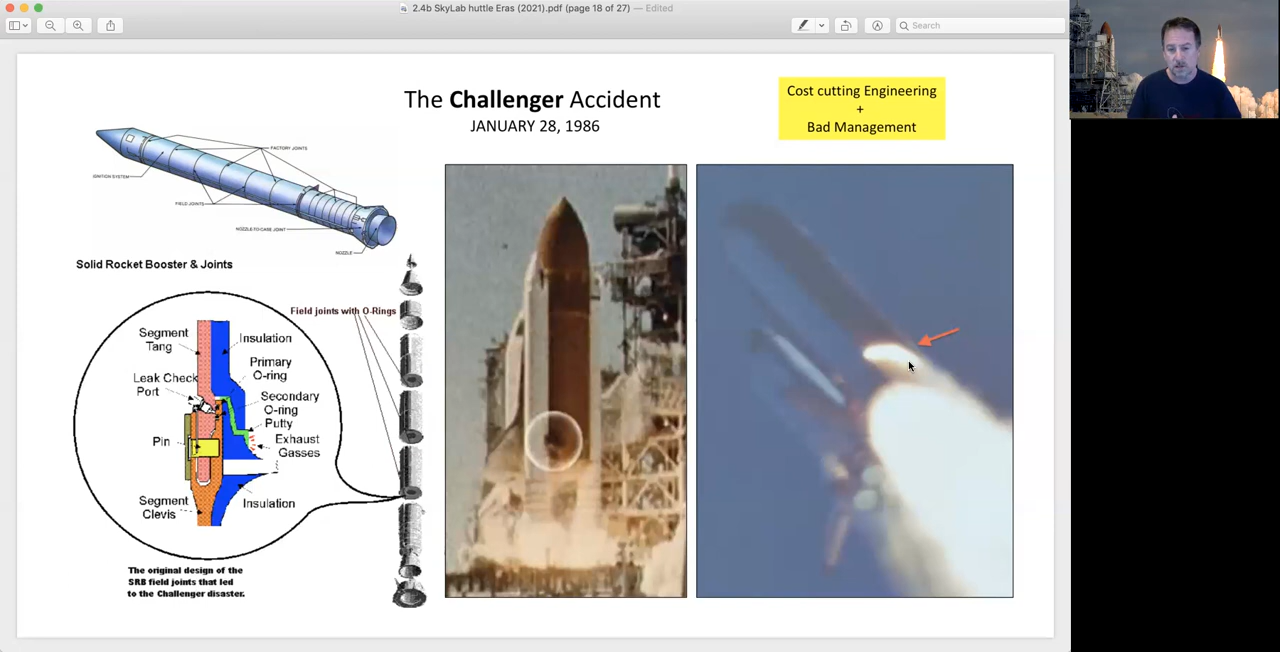 2.4b SkyLab huttle Eras (2021).pdf (page 18 of 27) — Edited
Search
The Challenger Accident
JANUARY 28, 1986
Cost cutting Engineering
+
Bad Management
FACTORY JOINTS
IGNITION SYSTEM
FIELD JOINTS
NOZZLE-TO-CASE JOINT
NOZZLE
Solid Rocket Booster & Joints
Field joints with O-Rings
Segment
Tang
Insulation
Primary
O-ring
Leak Check
Port
Secondary
O-ring
Putty
Pin
Exhaust
Gasses
Segment
Clevis
Insulation
The original design of the
SRB field joints that led
to the Challenger disaster.